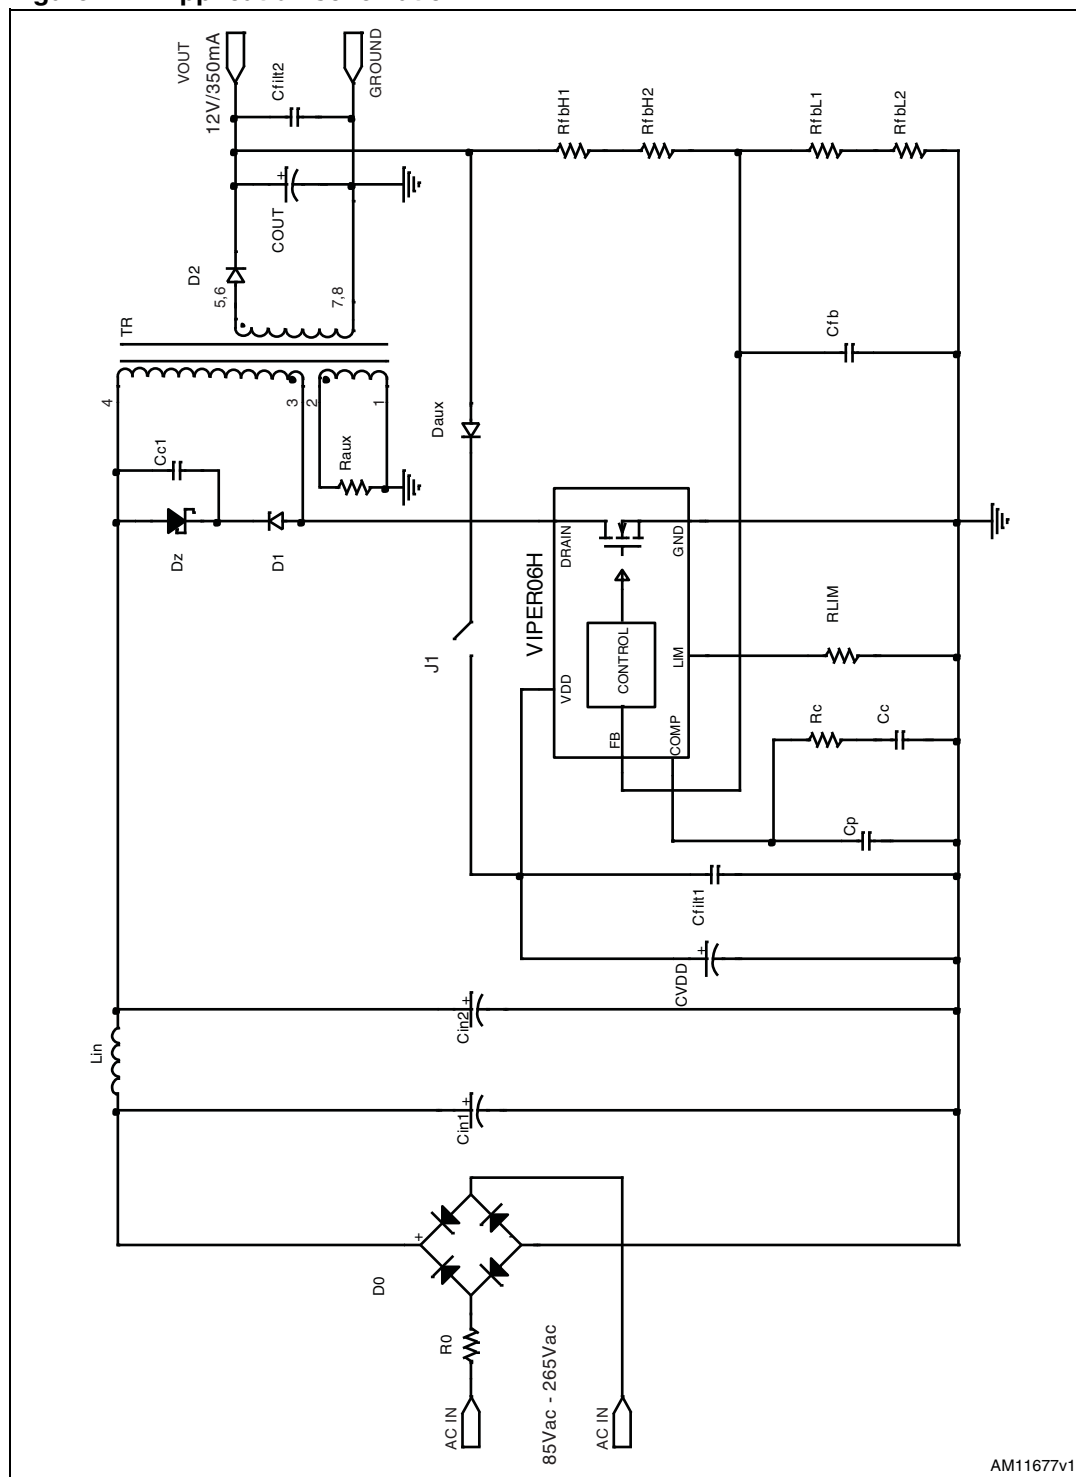 VOUT
12V/350mA
Cfilt2
GROUND
COUT
D2
5,6
7,8
TR
4
3
2
1
Cc1
Raux
Dz
D1
Daux
J1
RfbH1
RfbH2
RfbL1
RfbL2
Cfb
VIPER06H
DRAIN
GND
CONTROL
VDD
LIM
FB
COMP
RLIM
Rc
Cc
Cp
Cfilt1
CVDD
+
Lin
Cin2
+
Cin1
+
D0
+
-
R0
AC IN
85Vac - 265Vac
AC IN
+
AM11677v1